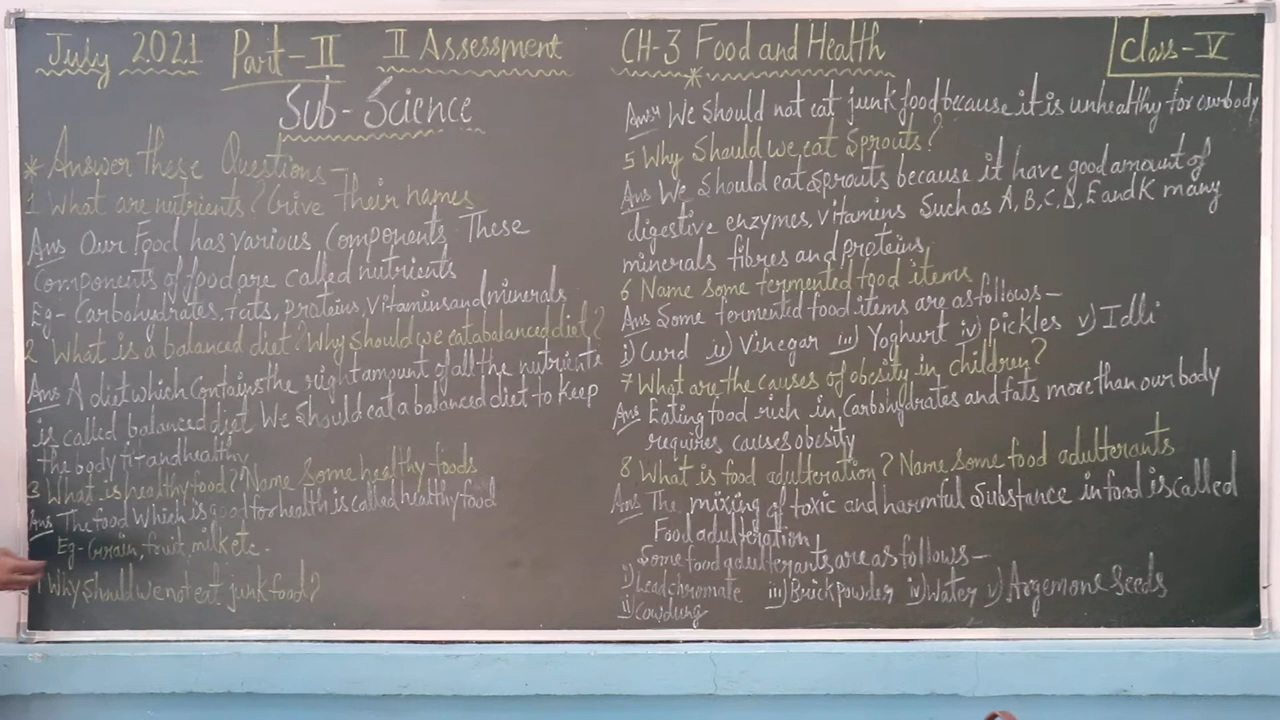 July 2021 Part-II II Assessment CH-3 Food and Health Class-V
Sub-Science
* Answer these Questions-
1 What are nutrients? Give Their names
Ans Our Food has various Components. These
Components of food are called nutrients
Eg- Carbohydrates, fats, proteins, Vitamins and minerals
2 What is a balanced diet? Why Should we eat a balanced diet?
Ans A diet which Contains the right amount of all the nutrients
is called balanced diet We Should eat a balanced diet to Keep
the body fit and healthy
3 What is healthy food? Name Some healthy foods
Ans The food which is good for health is called healthy food
Eg- Grain, fruit, milk etc.
4 Why Should we not eat junk food?
*
Ans 4 We Should not eat junk food because it is unhealthy for our body
5 Why Should we eat Sprouts?
Ans We Should eat Sprouts because it have good amount of
digestive enzymes, vitamins Such as A, B, C, D, E and K many
minerals fibres and proteins,
6 Name some fermented food items
Ans Some fermented food items are as follows-
i) Curd ii) Vinegar iii) Yoghurt iv) pickles v) Idli
7 What are the causes of obesity in children?
Ans Eating food rich in Carbohydrates and fats more than our body
requires causes obesity
8 What is food adulteration? Name Some food adulterants
Ans The mixing of toxic and harmful Substance in food is called
Food adulteration
Some food adulterants are as follows-
i) Lead chromate iii) Brick powder iv) Water v) Argemone Seeds
ii) Cowdung